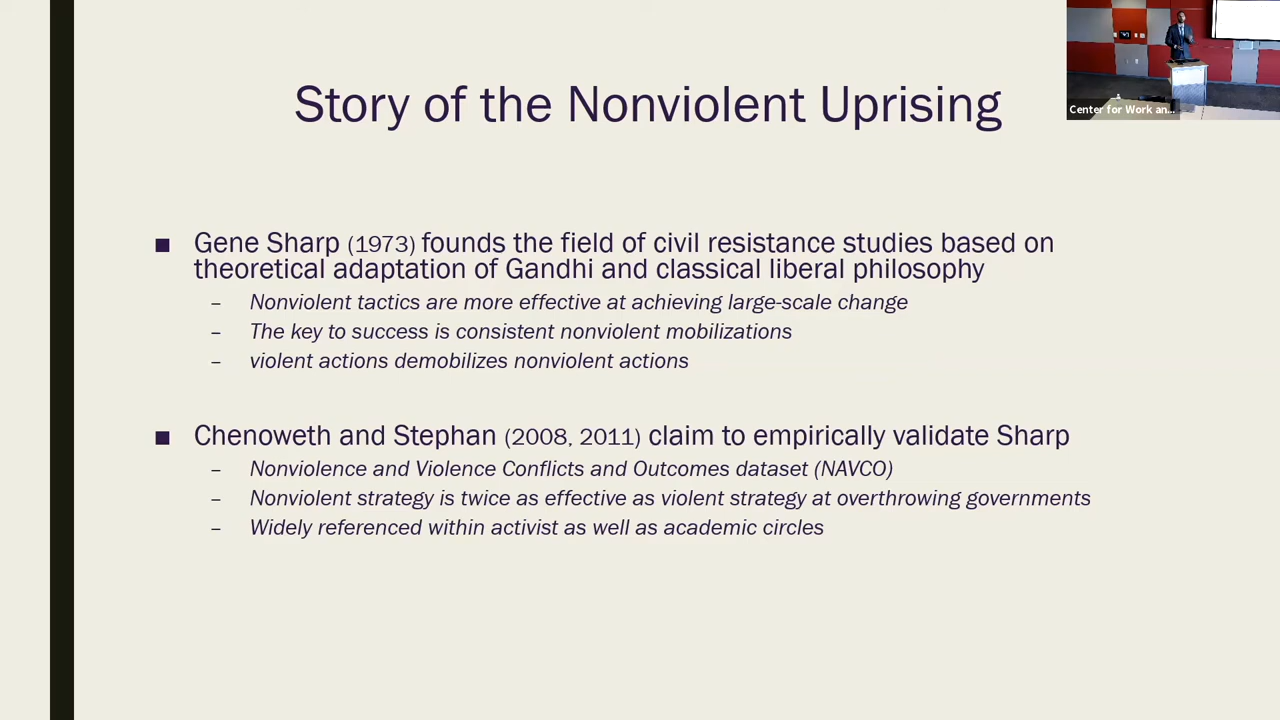 Story of the Nonviolent Uprising
Center for Work an...
■ Gene Sharp (1973) founds the field of civil resistance studies based on
theoretical adaptation of Gandhi and classical liberal philosophy
– Nonviolent tactics are more effective at achieving large-scale change
– The key to success is consistent nonviolent mobilizations
– violent actions demobilizes nonviolent actions
■ Chenoweth and Stephan (2008, 2011) claim to empirically validate Sharp
– Nonviolence and Violence Conflicts and Outcomes dataset (NAVCO)
– Nonviolent strategy is twice as effective as violent strategy at overthrowing governments
– Widely referenced within activist as well as academic circles